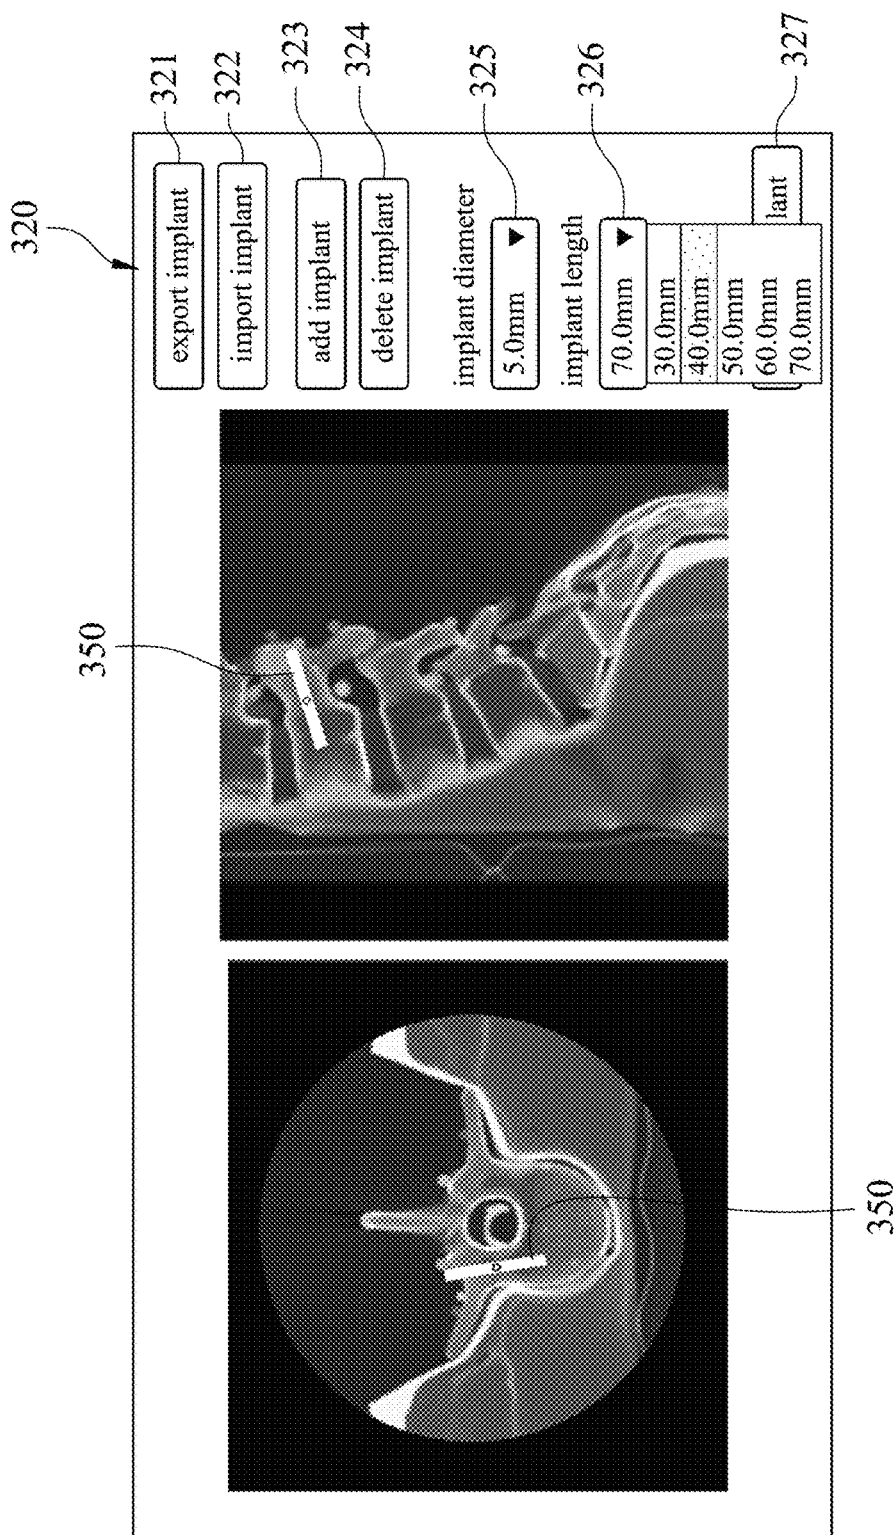 320
321
export implant
322
import implant
323
add implant
324
delete implant
implant diameter
325
5.0mm
implant length
326
70.0mm
30.0mm
40.0mm
50.0mm
60.0mm
70.0mm
327
lant
350
350